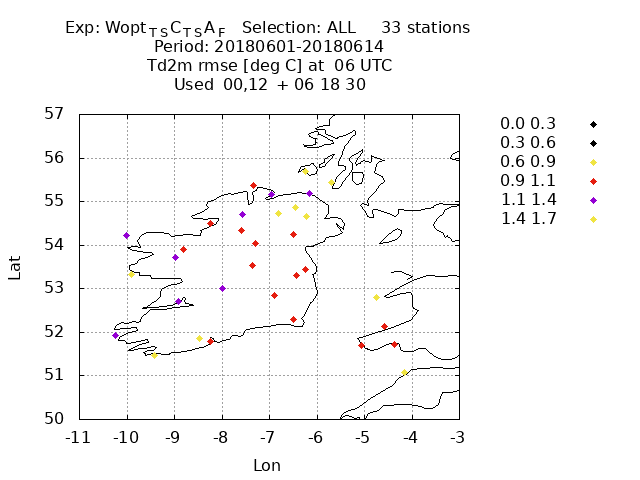 Exp: Wopt_TS C_TS A_F Selection: ALL 33 stations
Period: 20180601-20180614
Td2m rmse [deg C] at 06 UTC
Used 00,12 + 06 18 30
57
56
55
54
53
52
51
50
-11 -10 -9 -8 -7 -6 -5 -4 -3
Lat
Lon
0.0 0.3
0.3 0.6
0.6 0.9
0.9 1.1
1.1 1.4
1.4 1.7